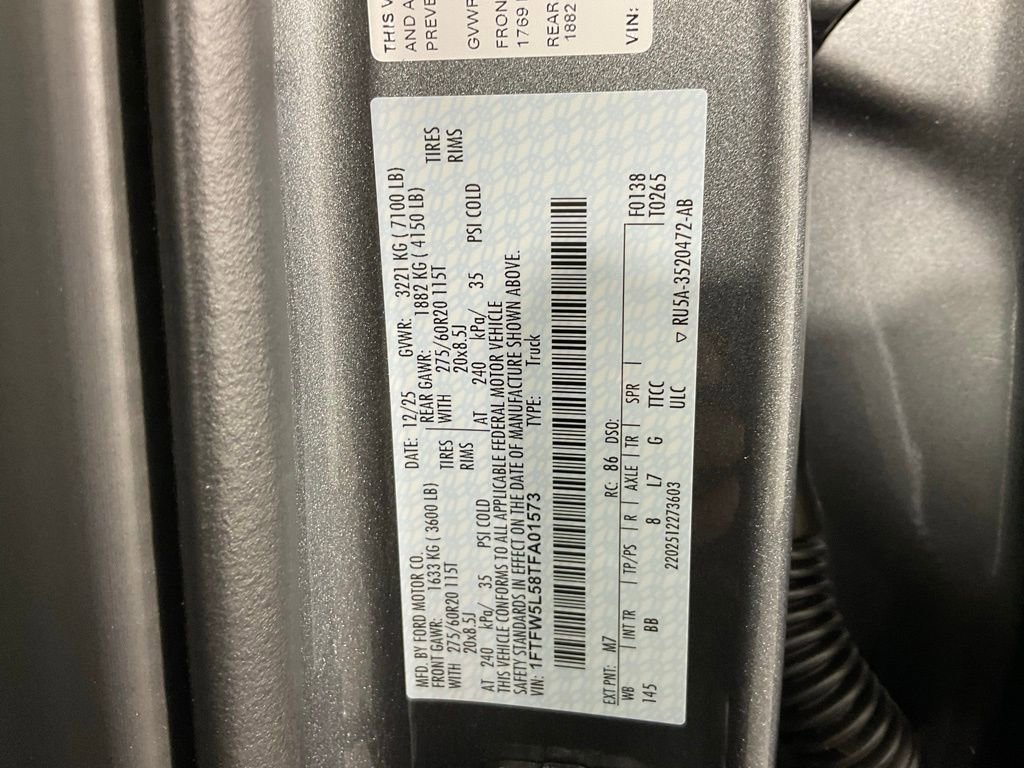 THIS V
AND A
PREVE
GVWR
FRONT
1769
REAR
1882
VIN:
MFD. BY FORD MOTOR CO. DATE: 12/25 GVWR: 3221 KG ( 7100 LB)
FRONT GAWR: 1633 KG ( 3600 LB) REAR GAWR: 1882 KG ( 4150 LB)
WITH 275/60R20 115T TIRES WITH 275/60R20 115T TIRES
20x8.5J RIMS 20x8.5J RIMS
AT 240 kPa/ 35 PSI COLD AT 240 kPa/ 35 PSI COLD
THIS VEHICLE CONFORMS TO ALL APPLICABLE FEDERAL MOTOR VEHICLE
SAFETY STANDARDS IN EFFECT ON THE DATE OF MANUFACTURE SHOWN ABOVE.
VIN: 1FTFW5L58TFA01573 TYPE: Truck
EXT PNT: M7 RC: 86 DSO: F0138
WB INT TR TP/PS R AXLE TR SPR T0265
145 BB 8 L7 G TTCC
2202512273603 ULC ▽ RU5A-3520472-AB